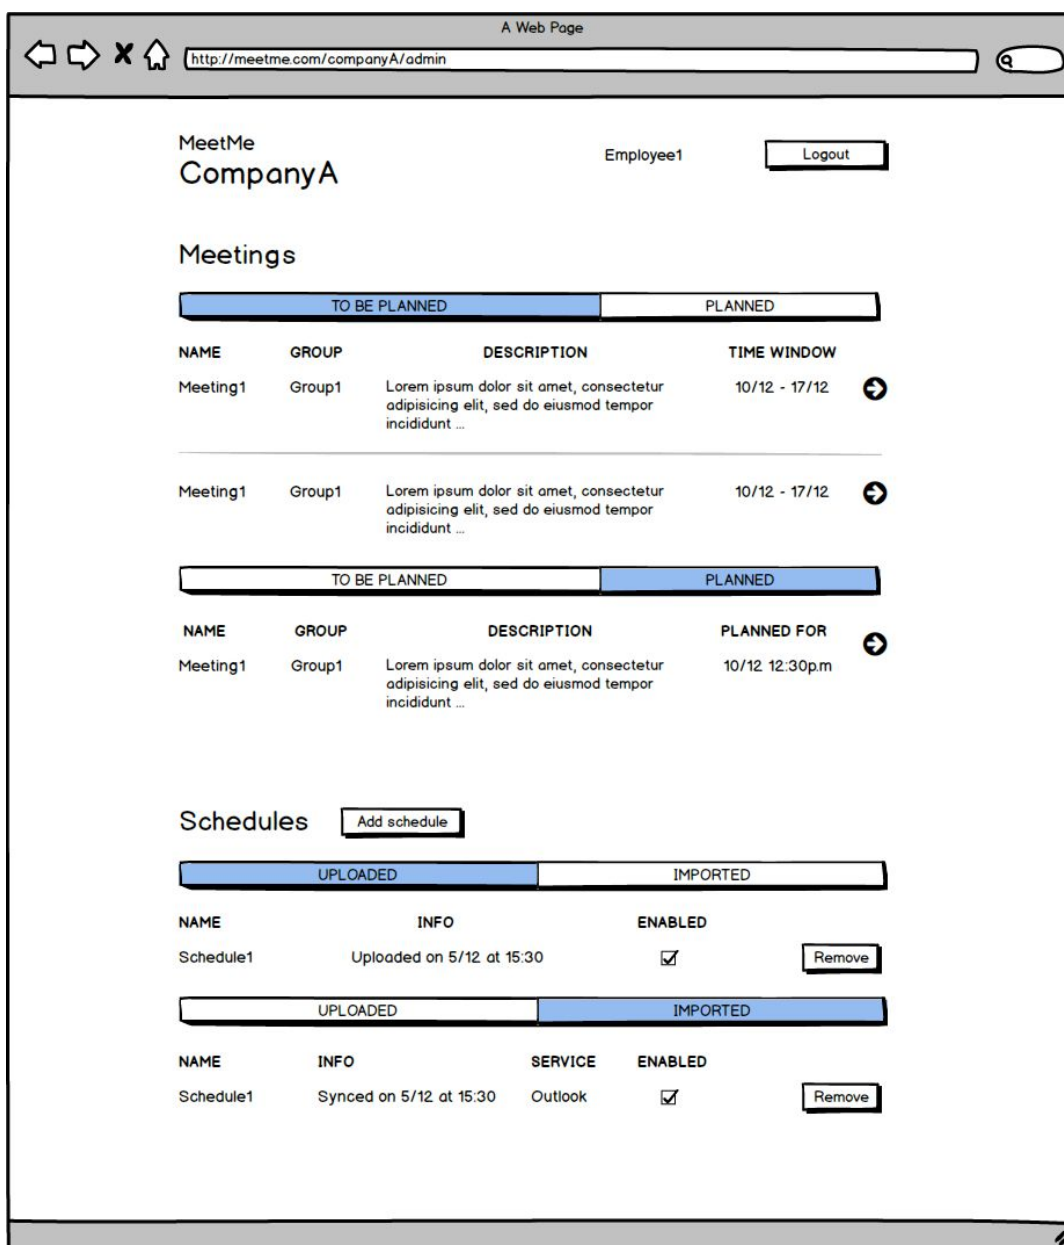 A Web Page
http://meetme.com/companyA/admin
MeetMe
CompanyA
Employee1
Logout
Meetings
TO BE PLANNED PLANNED
NAME GROUP DESCRIPTION TIME WINDOW
Meeting1 Group1 Lorem ipsum dolor sit amet, consectetur 10/12 - 17/12
adipisicing elit, sed do eiusmod tempor
incididunt ...
Meeting1 Group1 Lorem ipsum dolor sit amet, consectetur 10/12 - 17/12
adipisicing elit, sed do eiusmod tempor
incididunt ...
TO BE PLANNED PLANNED
NAME GROUP DESCRIPTION PLANNED FOR
Meeting1 Group1 Lorem ipsum dolor sit amet, consectetur 10/12 12:30p.m
adipisicing elit, sed do eiusmod tempor
incididunt ...
Schedules Add schedule
UPLOADED IMPORTED
NAME INFO ENABLED
Schedule1 Uploaded on 5/12 at 15:30 Remove
UPLOADED IMPORTED
NAME INFO SERVICE ENABLED
Schedule1 Synced on 5/12 at 15:30 Outlook Remove